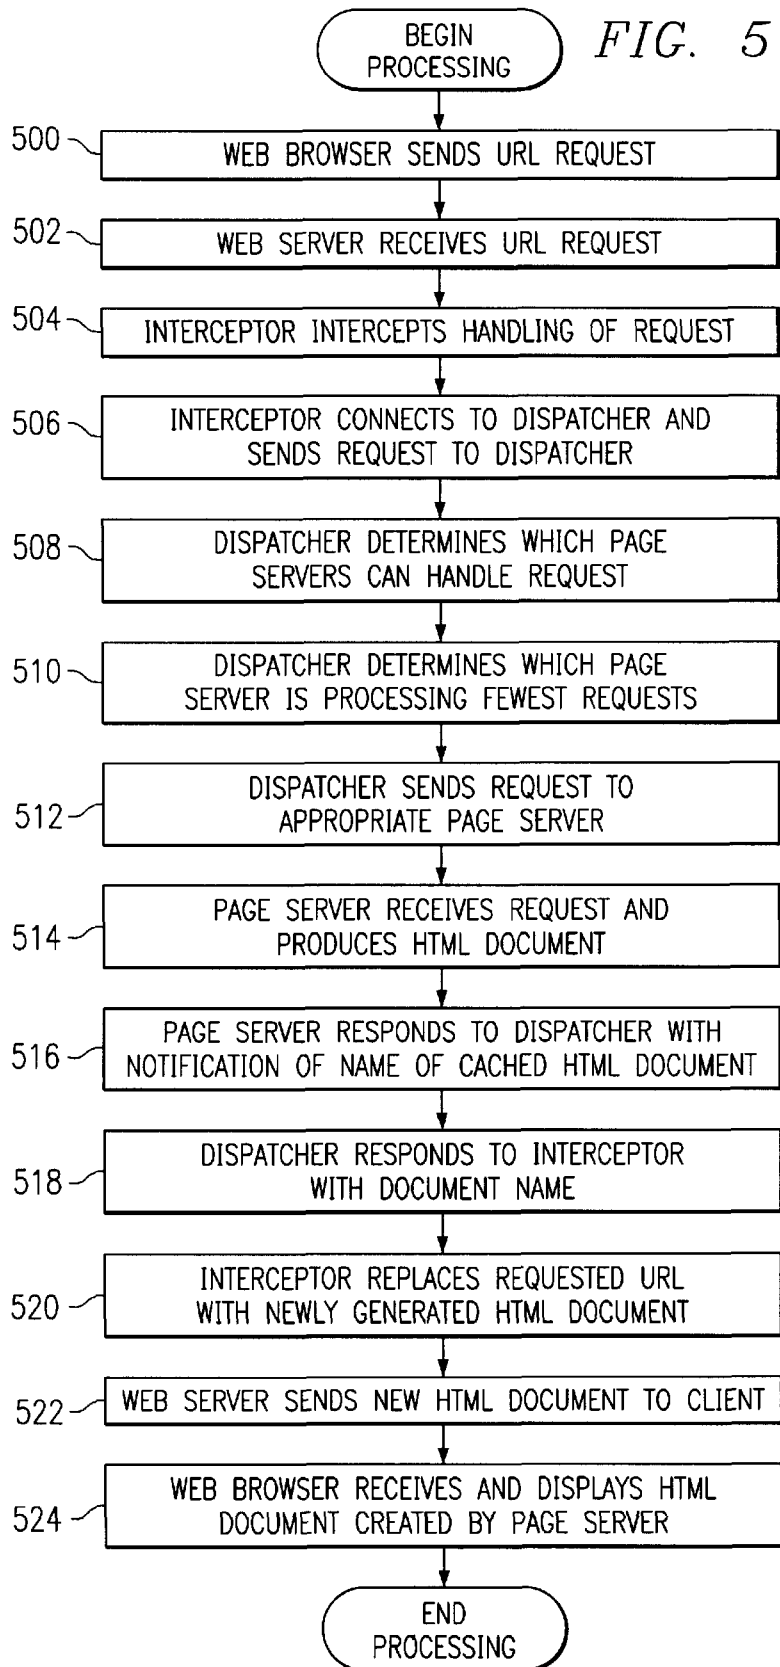 BEGIN
PROCESSING
FIG. 5
500
WEB BROWSER SENDS URL REQUEST
502
WEB SERVER RECEIVES URL REQUEST
504
INTERCEPTOR INTERCEPTS HANDLING OF REQUEST
506
INTERCEPTOR CONNECTS TO DISPATCHER AND
SENDS REQUEST TO DISPATCHER
508
DISPATCHER DETERMINES WHICH PAGE
SERVERS CAN HANDLE REQUEST
510
DISPATCHER DETERMINES WHICH PAGE
SERVER IS PROCESSING FEWEST REQUESTS
512
DISPATCHER SENDS REQUEST TO
APPROPRIATE PAGE SERVER
514
PAGE SERVER RECEIVES REQUEST AND
PRODUCES HTML DOCUMENT
516
PAGE SERVER RESPONDS TO DISPATCHER WITH
NOTIFICATION OF NAME OF CACHED HTML DOCUMENT
518
DISPATCHER RESPONDS TO INTERCEPTOR
WITH DOCUMENT NAME
520
INTERCEPTOR REPLACES REQUESTED URL
WITH NEWLY GENERATED HTML DOCUMENT
522
WEB SERVER SENDS NEW HTML DOCUMENT TO CLIENT
524
WEB BROWSER RECEIVES AND DISPLAYS HTML
DOCUMENT CREATED BY PAGE SERVER
END
PROCESSING